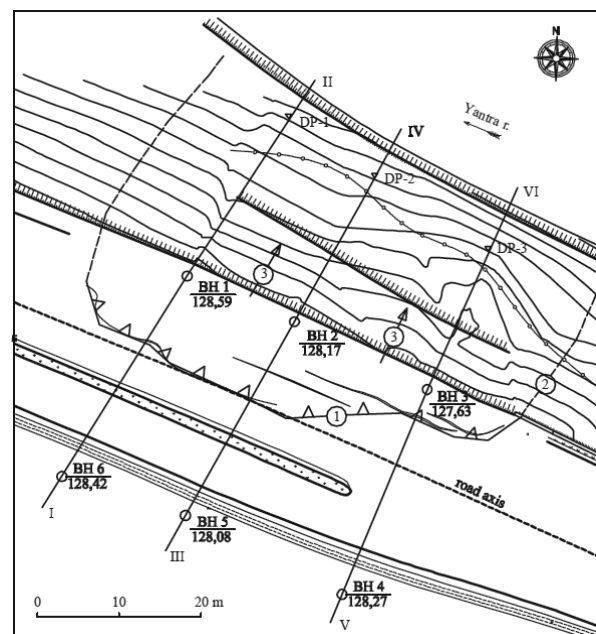 N
II
DP-1
Yantra r.
IV
DP-2
VI
DP-3
3
BH 1
128,59
3
BH 2
128,17
2
BH 3
127,63
1
road axis
BH 6
128,42
I
BH 5
128,08
III
BH 4
128,27
V
0 10 20 m